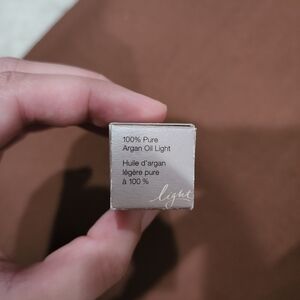 100% Pure
Argan Oil Light
Huile d'argan
légère pure
à 100 %
light